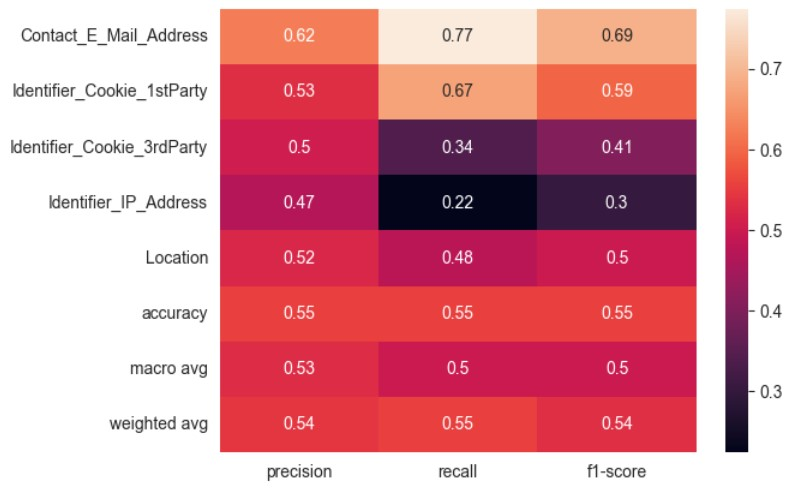 Contact_E_Mail_Address 0.62 0.77 0.69
Identifier_Cookie_1stParty 0.53 0.67 0.59
Identifier_Cookie_3rdParty 0.5 0.34 0.41
Identifier_IP_Address 0.47 0.22 0.3
Location 0.52 0.48 0.5
accuracy 0.55 0.55 0.55
macro avg 0.53 0.5 0.5
weighted avg 0.54 0.55 0.54
precision recall f1-score
0.7
0.6
0.5
0.4
0.3